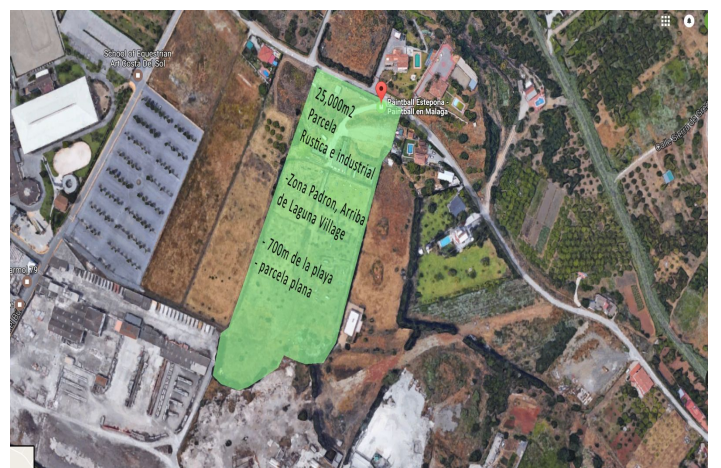 School of Equestrian
Art Costa Del Sol
25,000m2
Parcela
Rustica e industrial
-Zona Padron, Arriba
de Laguna Village
- 700m de la playa
- parcela plana
Paintball Estepona -
Paintball en Málaga